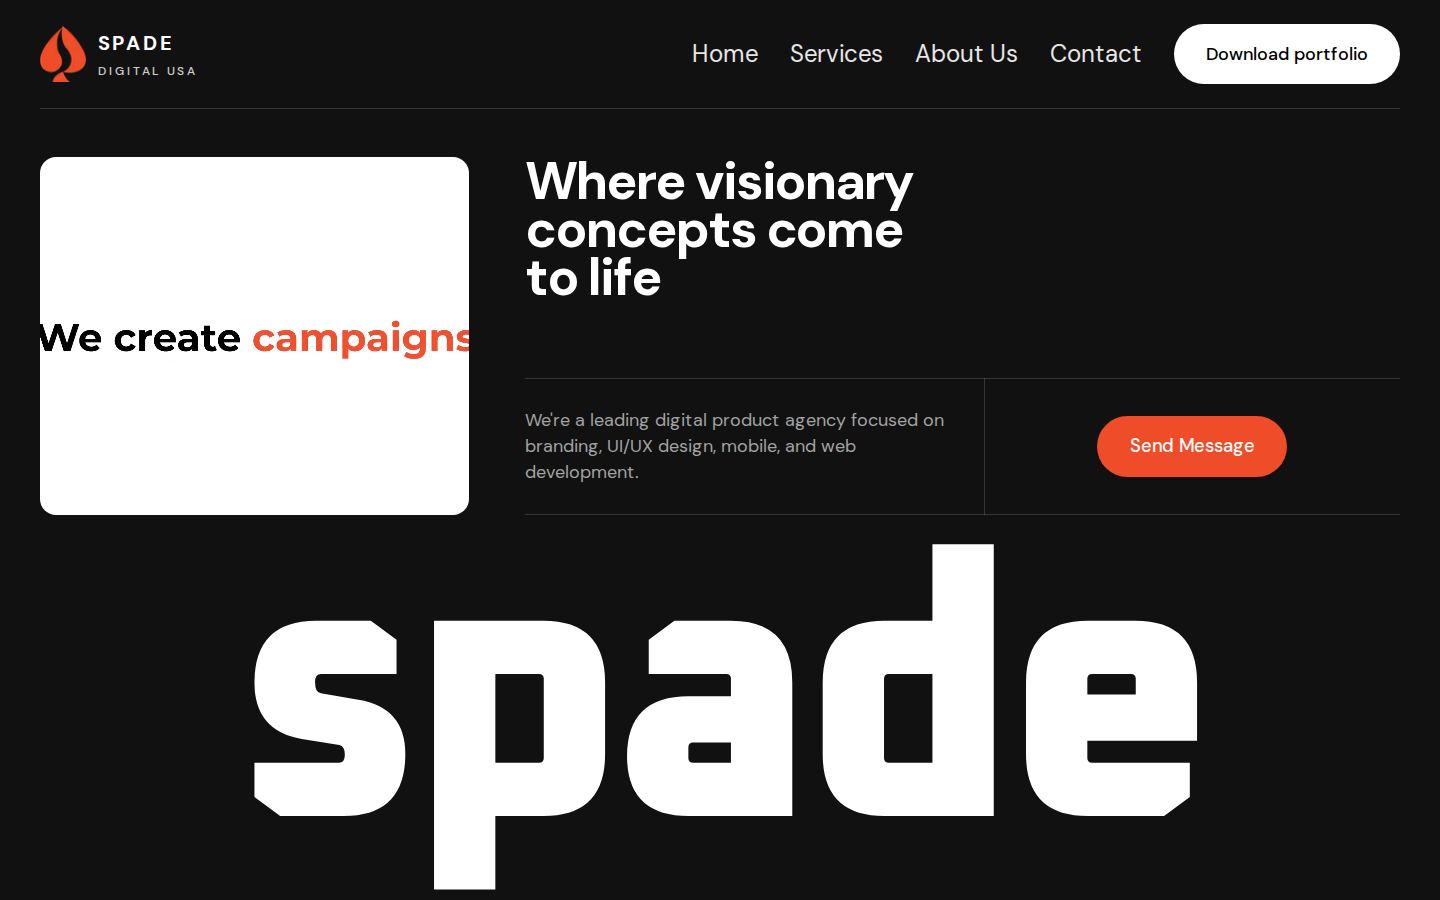 SPADE
DIGITAL USA
Home
Services
About Us
Contact
Download portfolio
We create campaigns
Where visionary
concepts come
to life
We're a leading digital product agency focused on
branding, UI/UX design, mobile, and web
development.
Send Message
spade